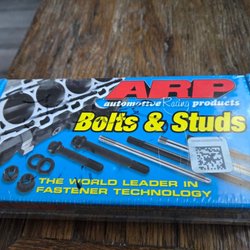 ARP
automotive Racing products
Bolts & Studs
THE WORLD LEADER IN
FASTENER TECHNOLOGY